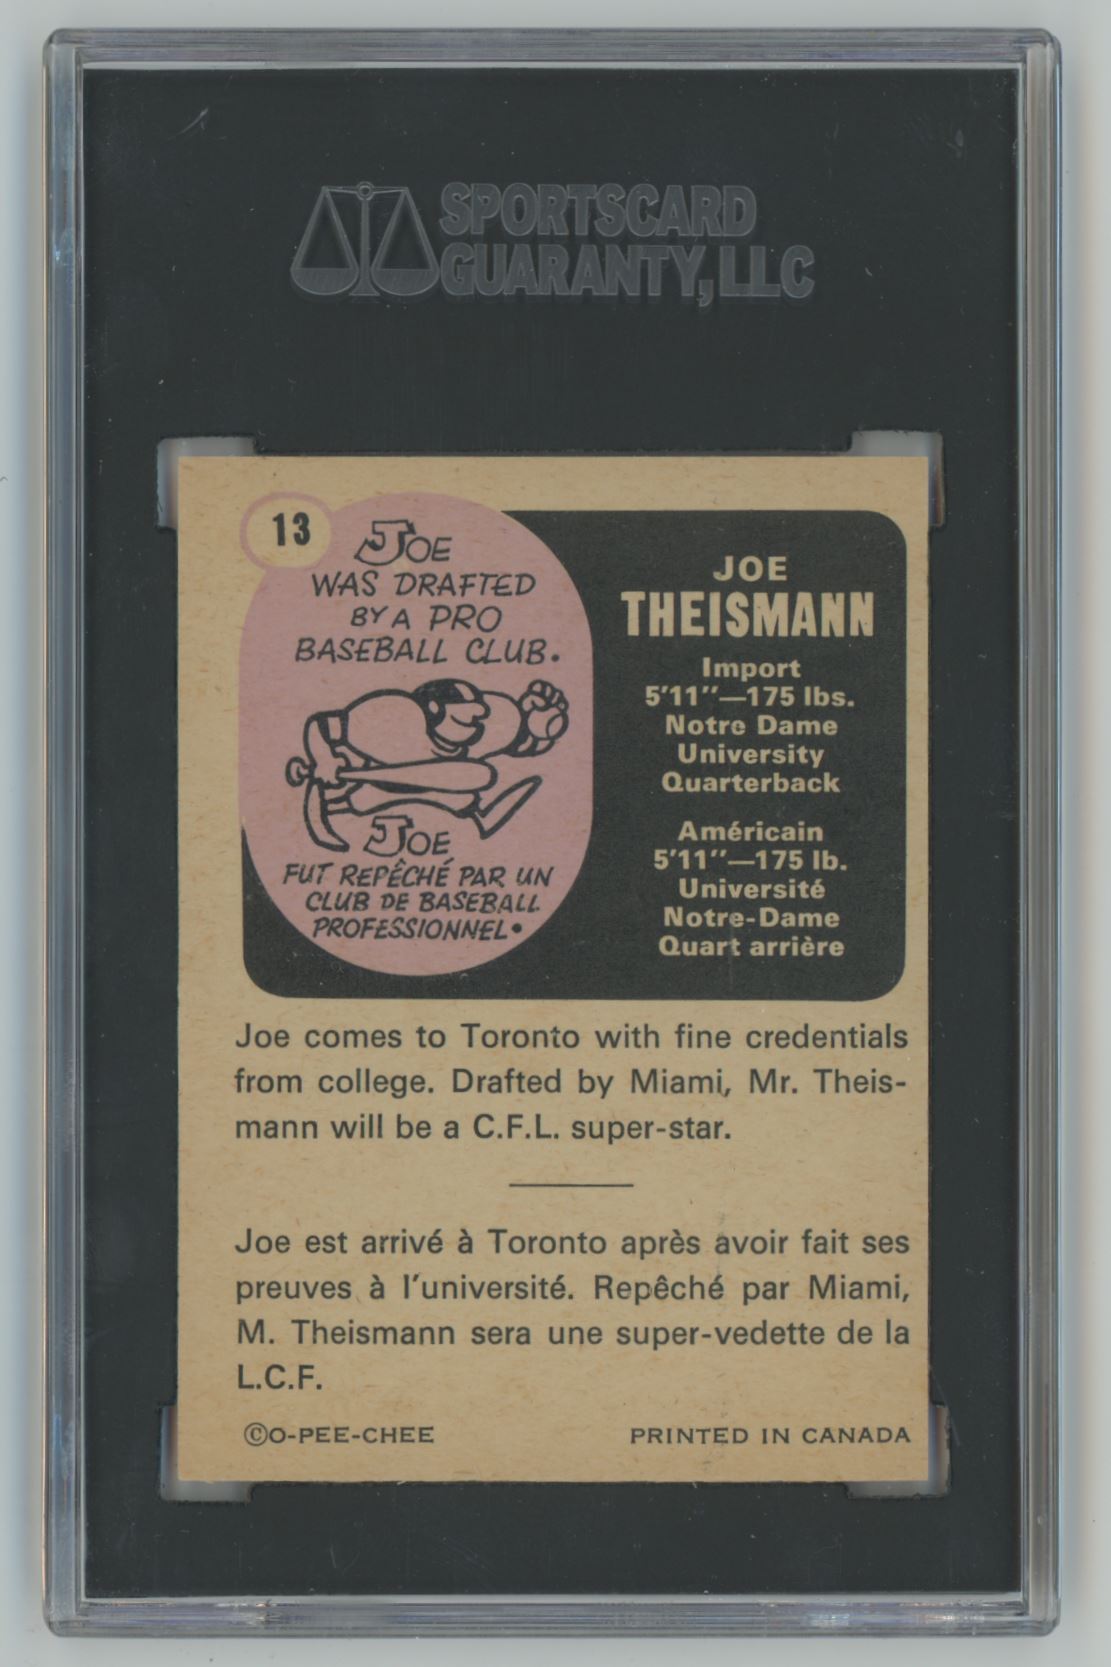 SPORTSCARD
GUARANTY, LLC
13
JOE
WAS DRAFTED
BY A PRO
BASEBALL CLUB.
JOE
FUT REPÊCHÉ PAR UN
CLUB DE BASEBALL
PROFESSIONNEL.
JOE
THEISMANN
Import
5'11"—175 lbs.
Notre Dame
University
Quarterback
Américain
5'11"—175 lb.
Université
Notre-Dame
Quart arrière
Joe comes to Toronto with fine credentials
from college. Drafted by Miami, Mr. Theis-
mann will be a C.F.L. super-star.
Joe est arrivé à Toronto après avoir fait ses
preuves à l'université. Repêché par Miami,
M. Theismann sera une super-vedette de la
L.C.F.
©O-PEE-CHEE
PRINTED IN CANADA